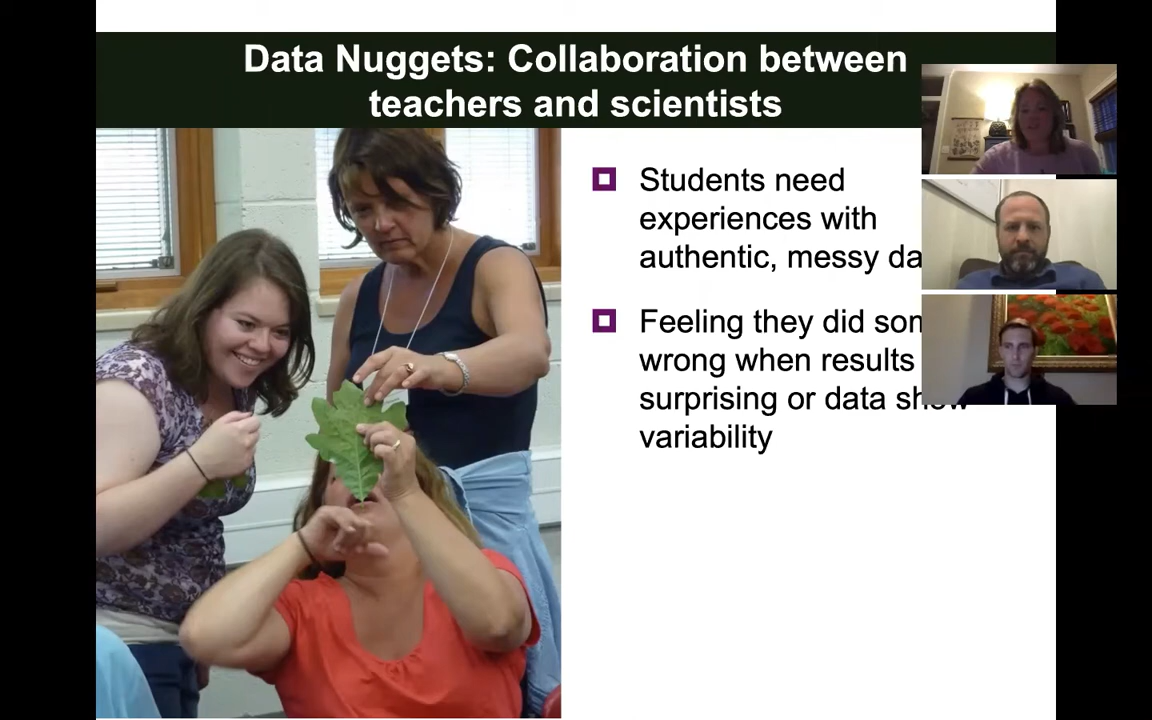 Data Nuggets: Collaboration between
teachers and scientists
Students need
experiences with
authentic, messy
Feeling they did
wrong when results
surprising or data
variability